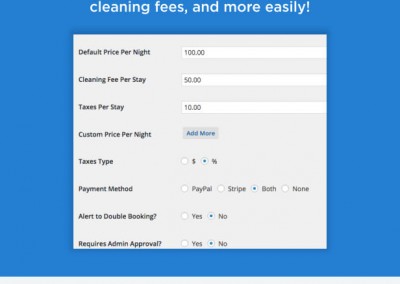 cleaning fees, and more easily!
Default Price Per Night 100.00
Cleaning Fee Per Stay 50.00
Taxes Per Stay 10.00
Custom Price Per Night Add More
Taxes Type $ %
Payment Method PayPal Stripe Both None
Alert to Double Booking? Yes No
Requires Admin Approval? Yes No